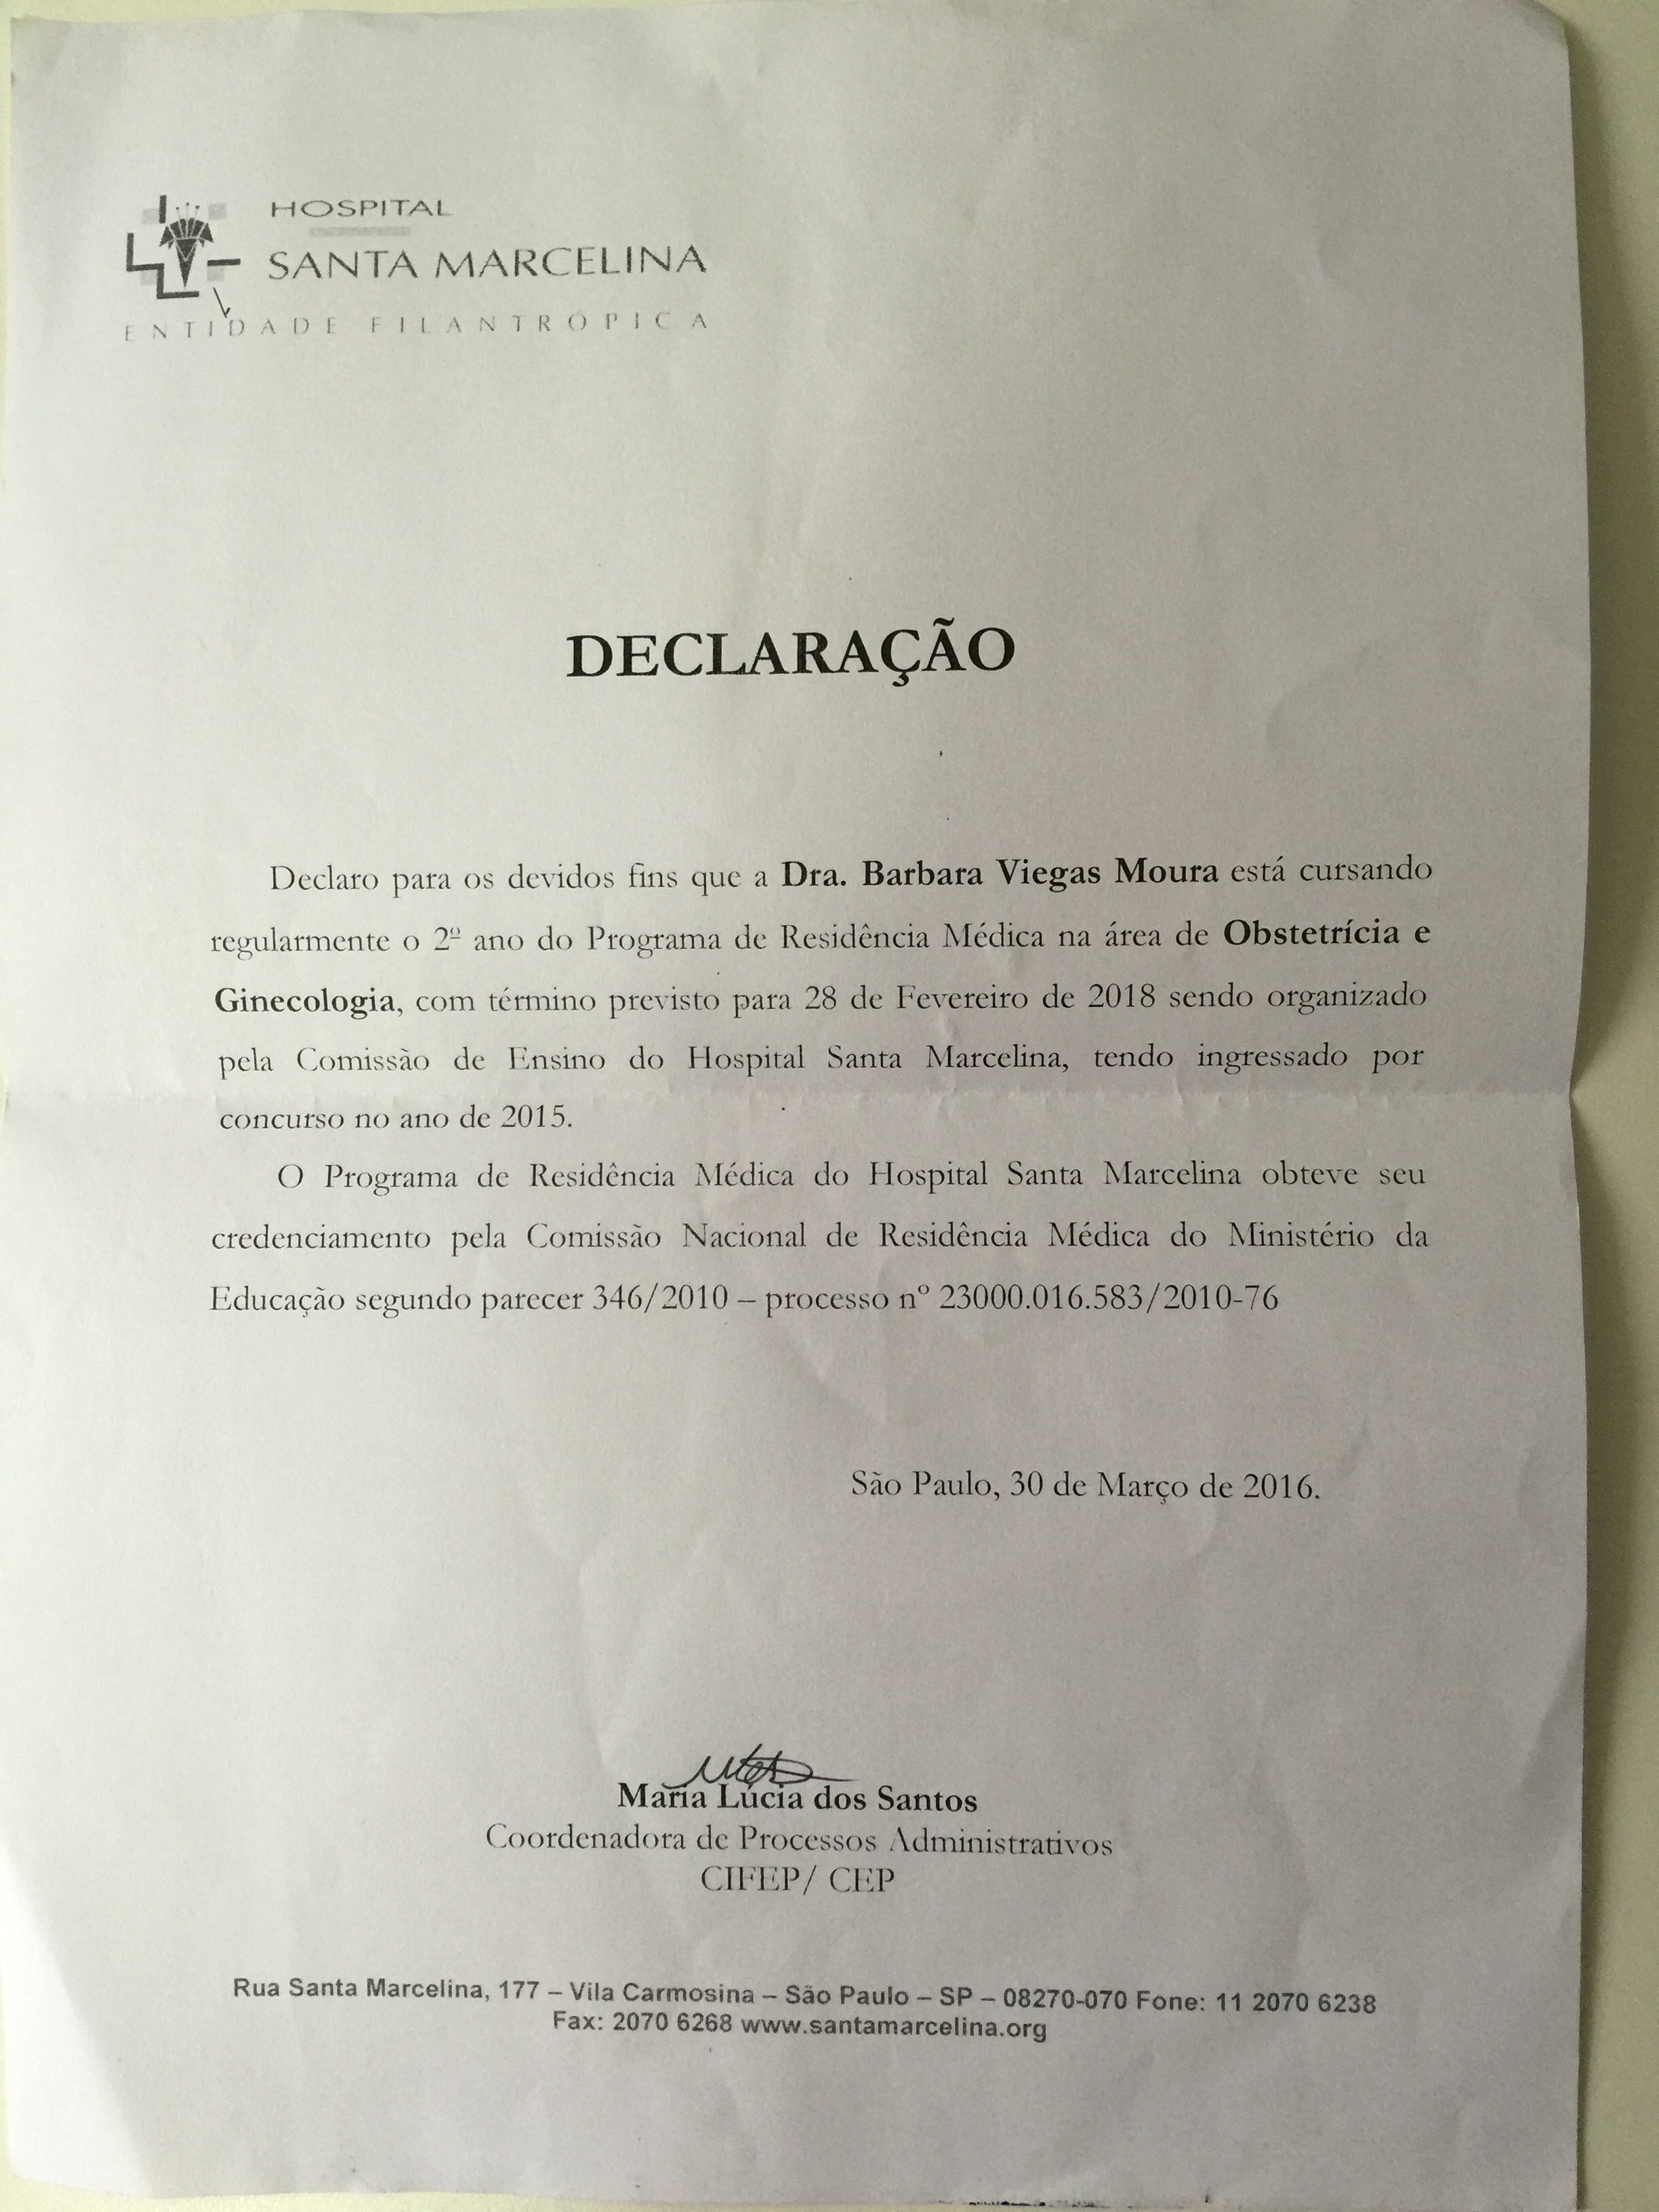 HOSPITAL
SANTA MARCELINA
ENTIDADE FILANTRÓPICA
DECLARAÇÃO
Declaro para os devidos fins que a Dra. Barbara Viegas Moura está cursando
regularmente o 2º ano do Programa de Residência Médica na área de Obstetrícia e
Ginecologia, com término previsto para 28 de Fevereiro de 2018 sendo organizado
pela Comissão de Ensino do Hospital Santa Marcelina, tendo ingressado por
concurso no ano de 2015.
O Programa de Residência Médica do Hospital Santa Marcelina obteve seu
credenciamento pela Comissão Nacional de Residência Médica do Ministério da
Educação segundo parecer 346/2010 – processo nº 23000.016.583/2010-76
São Paulo, 30 de Março de 2016.
Maria Lúcia dos Santos
Coordenadora de Processos Administrativos
CIFEP/ CEP
Rua Santa Marcelina, 177 – Vila Carmosina – São Paulo – SP – 08270-070 Fone: 11 2070 6238
Fax: 2070 6268 www.santamarcelina.org